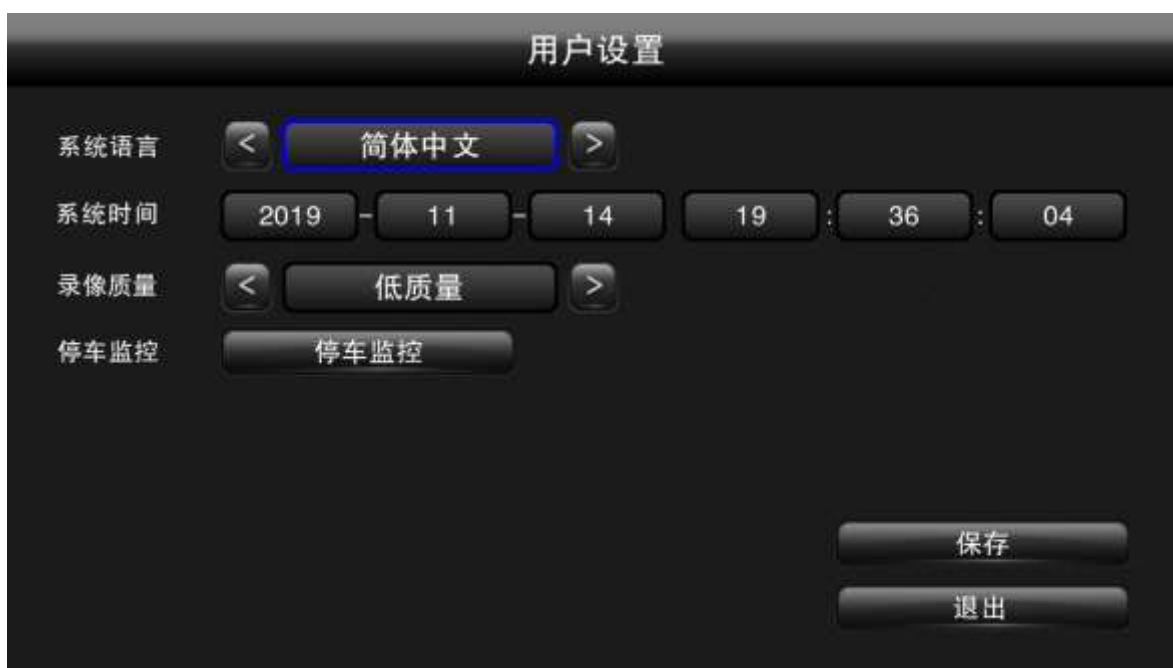 用户设置
系统语言 < 简体中文 >
系统时间 2019 - 11 - 14 19 : 36 : 04
录像质量 < 低质量 >
停车监控 停车监控
保存
退出